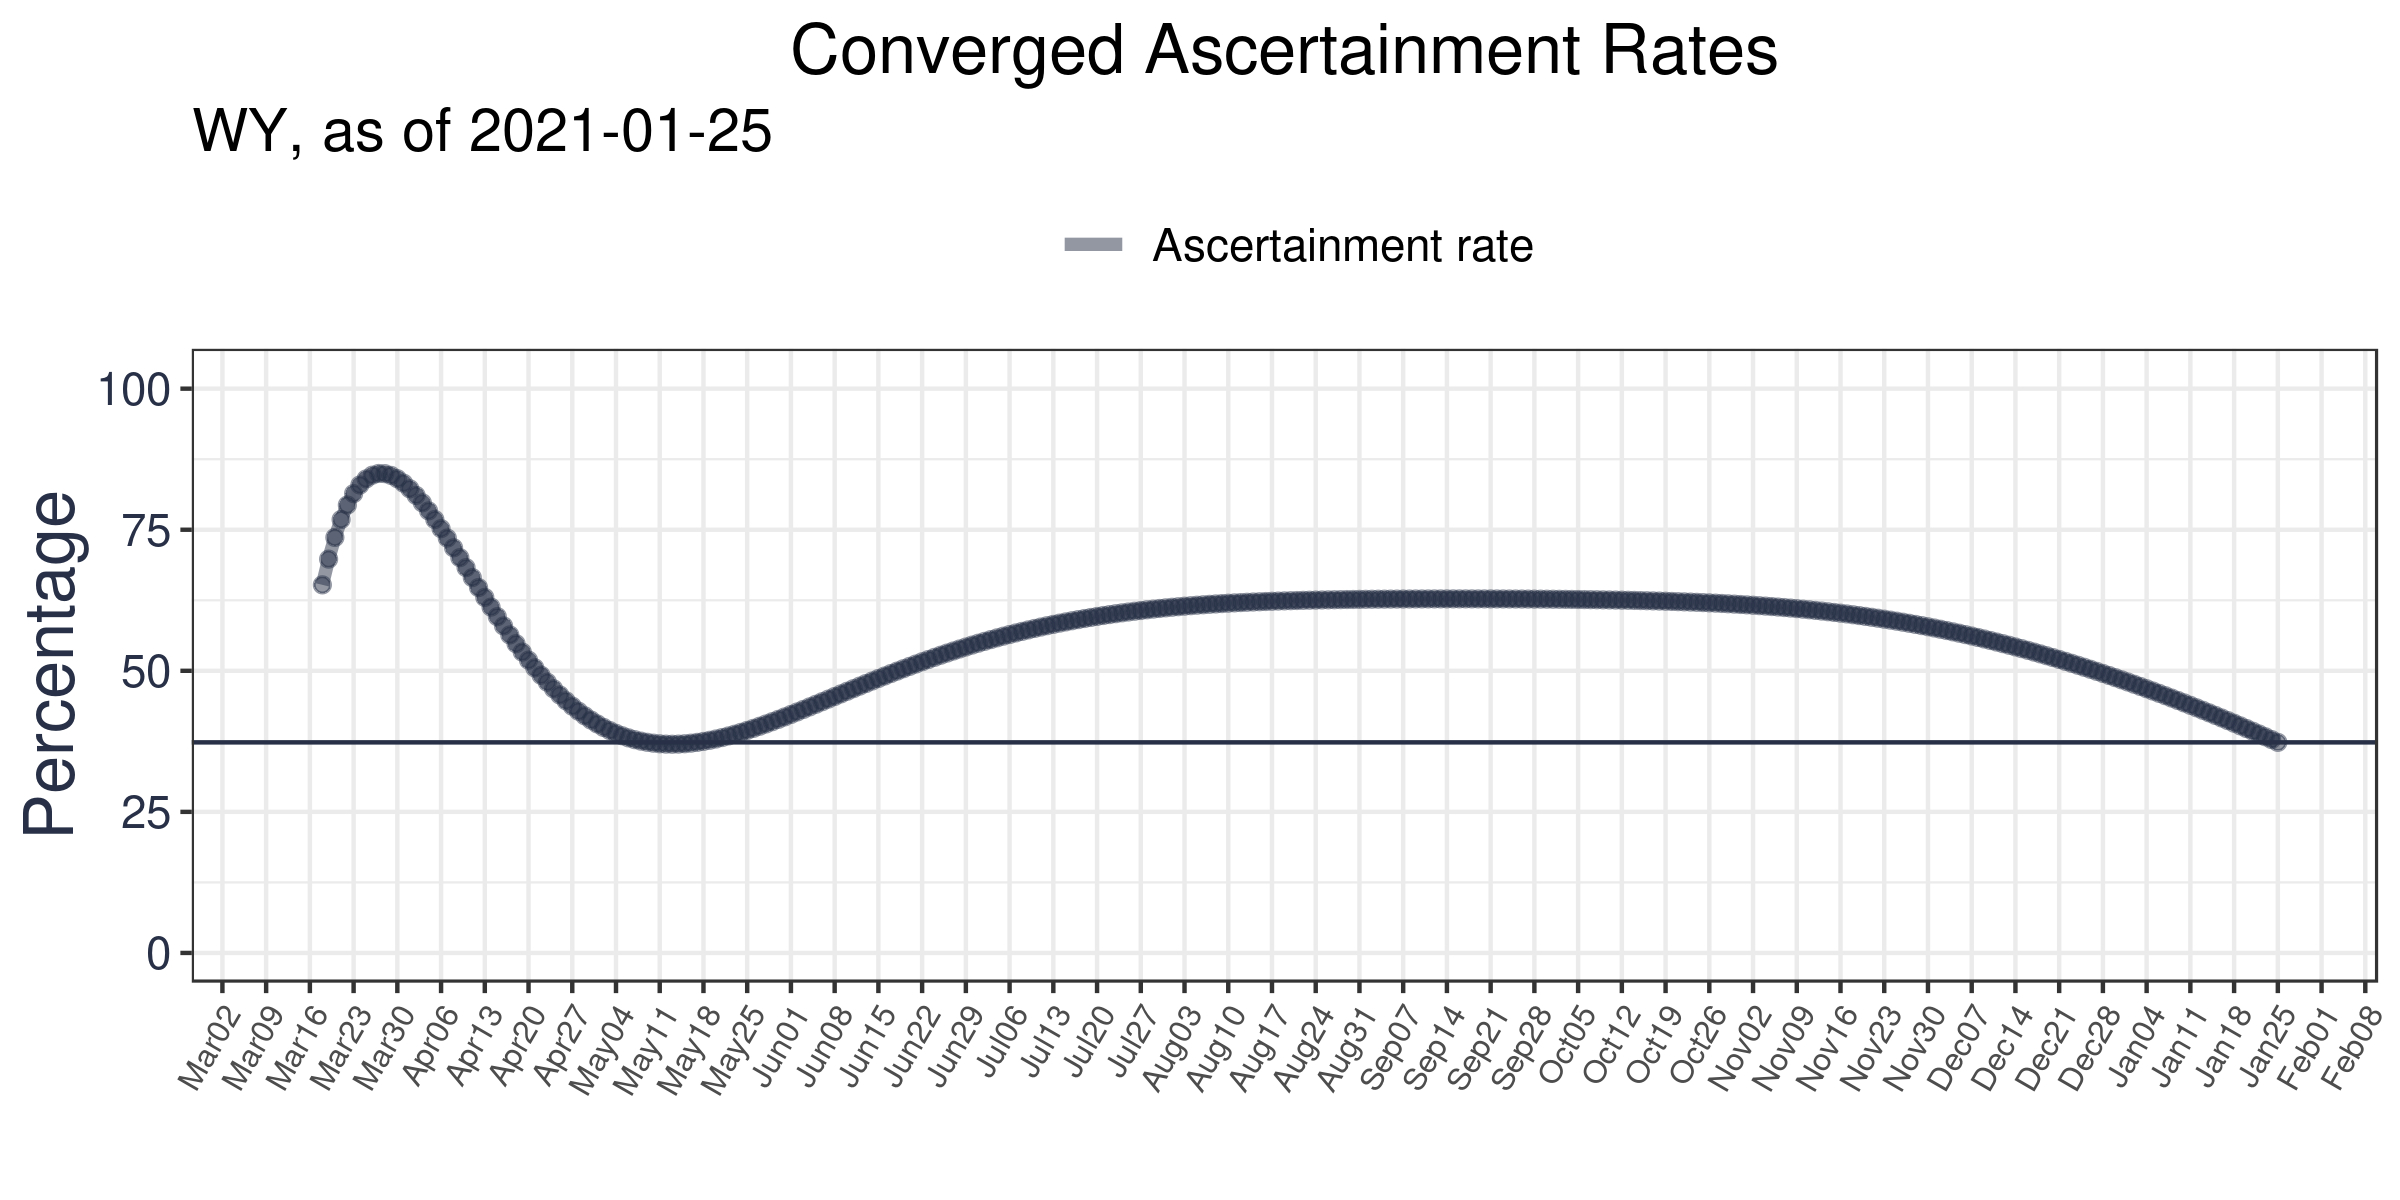 Converged Ascertainment Rates
WY, as of 2021-01-25
Ascertainment rate
Percentage
100
75
50
25
0
Mar02
Mar09
Mar16
Mar23
Mar30
Apr06
Apr13
Apr20
Apr27
May04
May11
May18
May25
Jun01
Jun08
Jun15
Jun22
Jun29
Jul06
Jul13
Jul20
Jul27
Aug03
Aug10
Aug17
Aug24
Aug31
Sep07
Sep14
Sep21
Sep28
Oct05
Oct12
Oct19
Oct26
Nov02
Nov09
Nov16
Nov23
Nov30
Dec07
Dec14
Dec21
Dec28
Jan04
Jan11
Jan18
Jan25
Feb01
Feb08